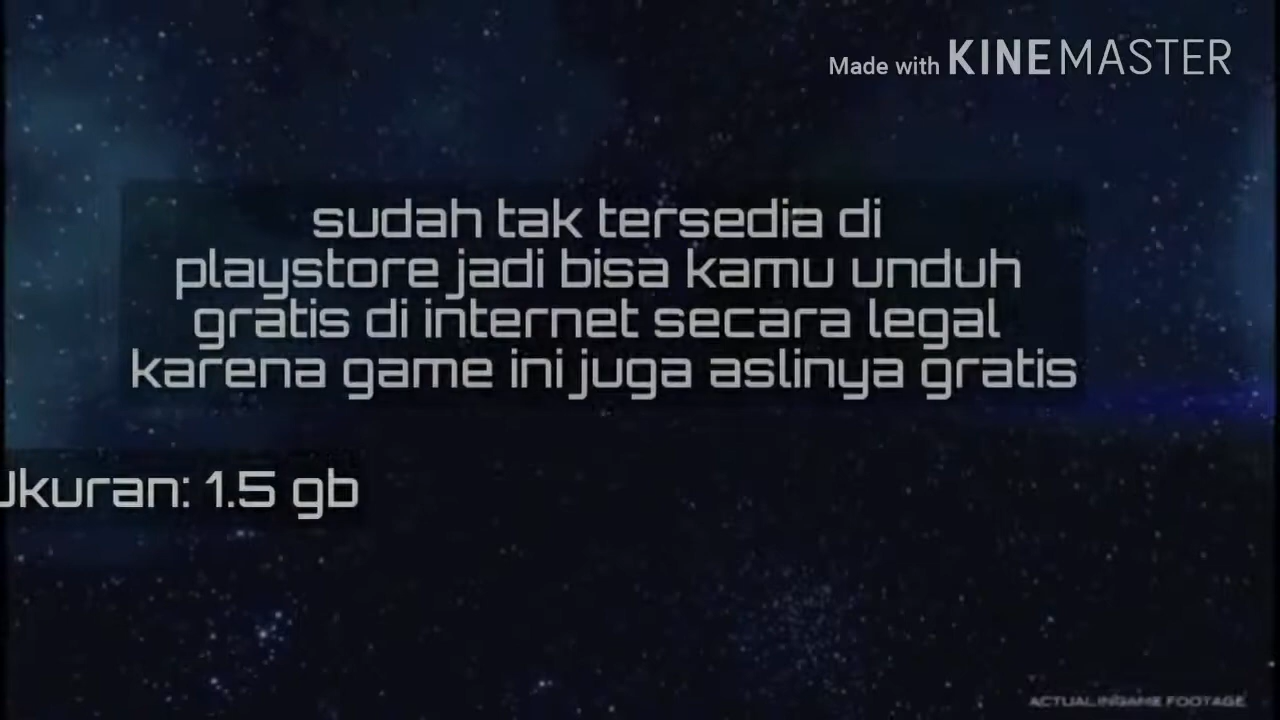 Made with KINEMASTER
sudah tak tersedia di
playstore jadi bisa kamu unduh
gratis di internet secara legal
karena game ini juga aslinya gratis
Ukuran: 1.5 gb
ACTUAL INGAME FOOTAGE